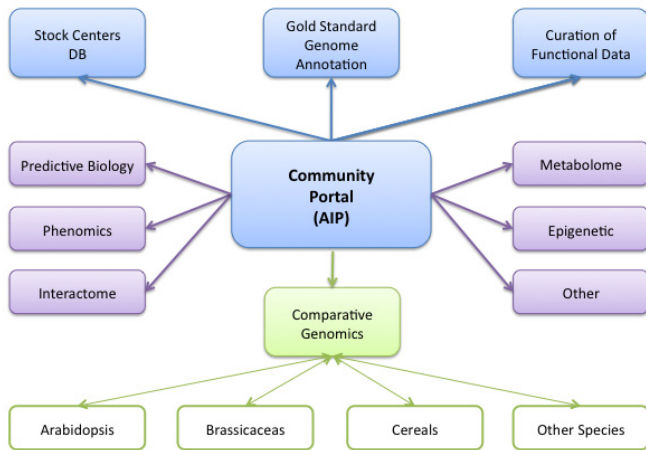 Stock Centers
DB
Gold Standard
Genome
Annotation
Curation of
Functional Data
Predictive Biology
Phenomics
Interactome
Community
Portal
(AIP)
Metabolome
Epigenetic
Other
Comparative
Genomics
Arabidopsis
Brassicaceas
Cereals
Other Species